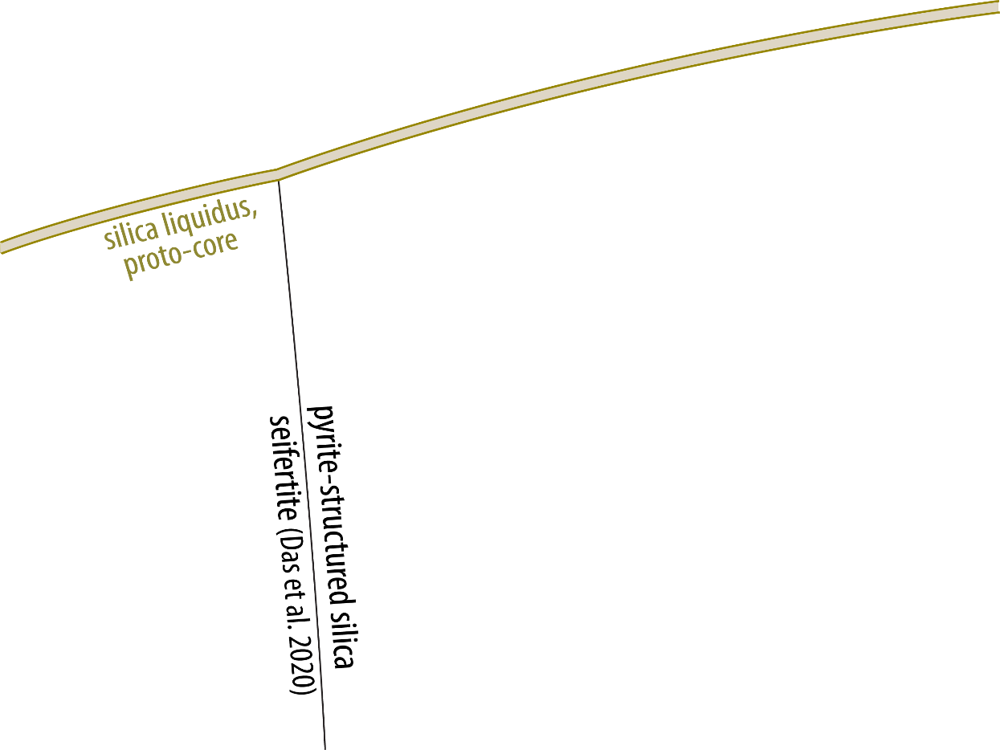 silica liquidus,
proto-core
pyrite-structured silica
seifertite (Das et al. 2020)